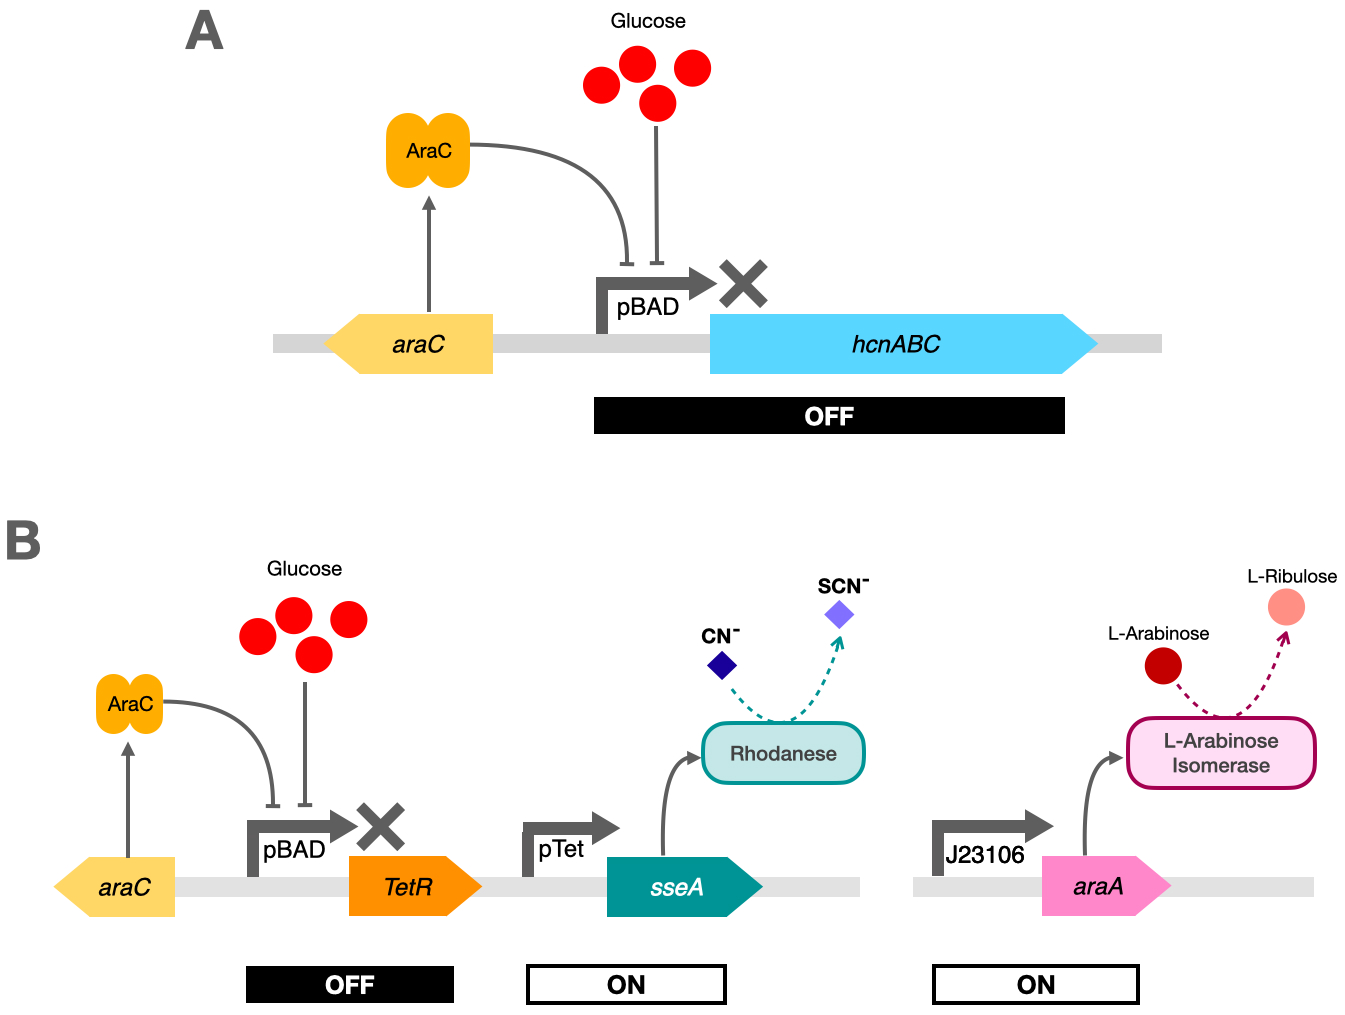 A
Glucose
AraC
pBAD
araC
hcnABC
OFF
B
Glucose
SCN⁻
L-Ribulose
CN⁻
L-Arabinose
AraC
Rhodanese
L-Arabinose
Isomerase
pBAD
pTet
J23106
araC
TetR
sseA
araA
OFF
ON
ON